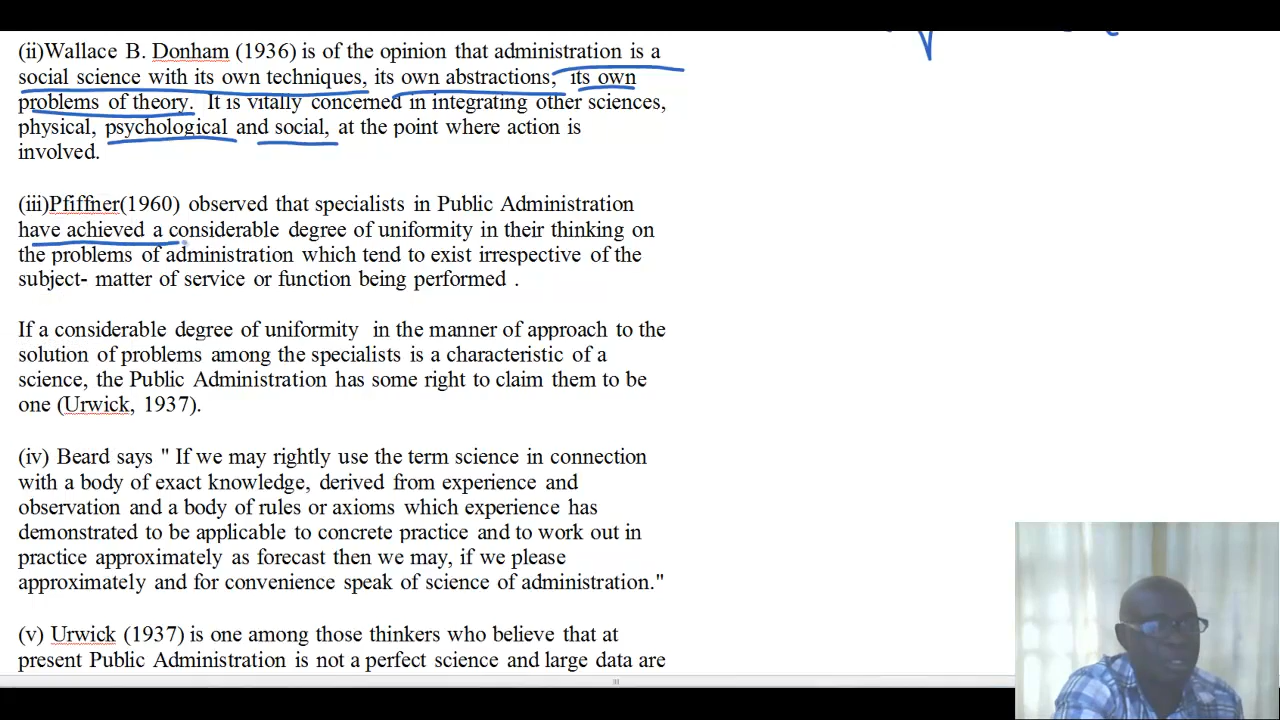 (ii)Wallace B. Donham (1936) is of the opinion that administration is a
social science with its own techniques, its own abstractions, its own
problems of theory. It is vitally concerned in integrating other sciences,
physical, psychological and social, at the point where action is
involved.
(iii)Pfiffner(1960) observed that specialists in Public Administration
have achieved a considerable degree of uniformity in their thinking on
the problems of administration which tend to exist irrespective of the
subject- matter of service or function being performed .
If a considerable degree of uniformity in the manner of approach to the
solution of problems among the specialists is a characteristic of a
science, the Public Administration has some right to claim them to be
one (Urwick, 1937).
(iv) Beard says " If we may rightly use the term science in connection
with a body of exact knowledge, derived from experience and
observation and a body of rules or axioms which experience has
demonstrated to be applicable to concrete practice and to work out in
practice approximately as forecast then we may, if we please
approximately and for convenience speak of science of administration."
(v) Urwick (1937) is one among those thinkers who believe that at
present Public Administration is not a perfect science and large data are